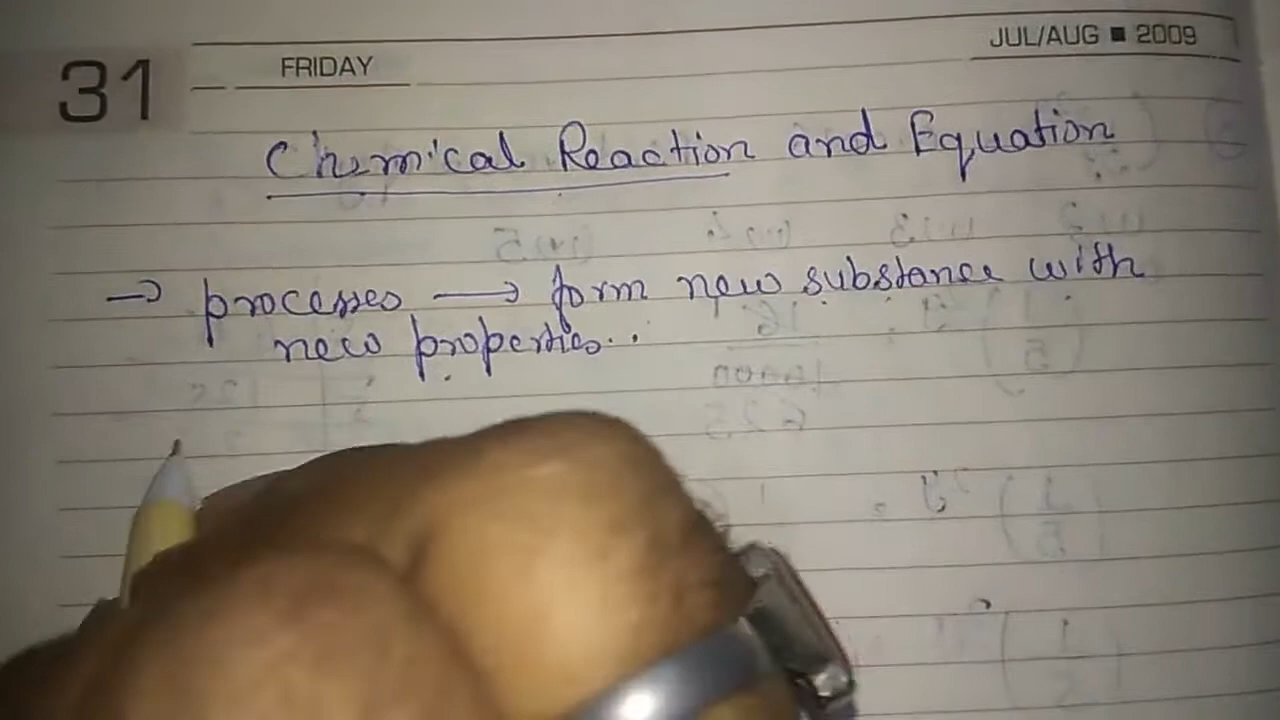 31 FRIDAY JUL/AUG ■ 2009
Chemical Reaction and Equation
→ processes → form new substance with
new properties..